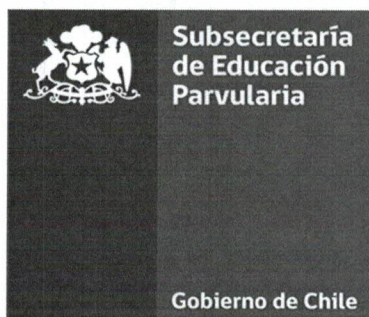 Subsecretaría
de Educación
Parvularia
Gobierno de Chile